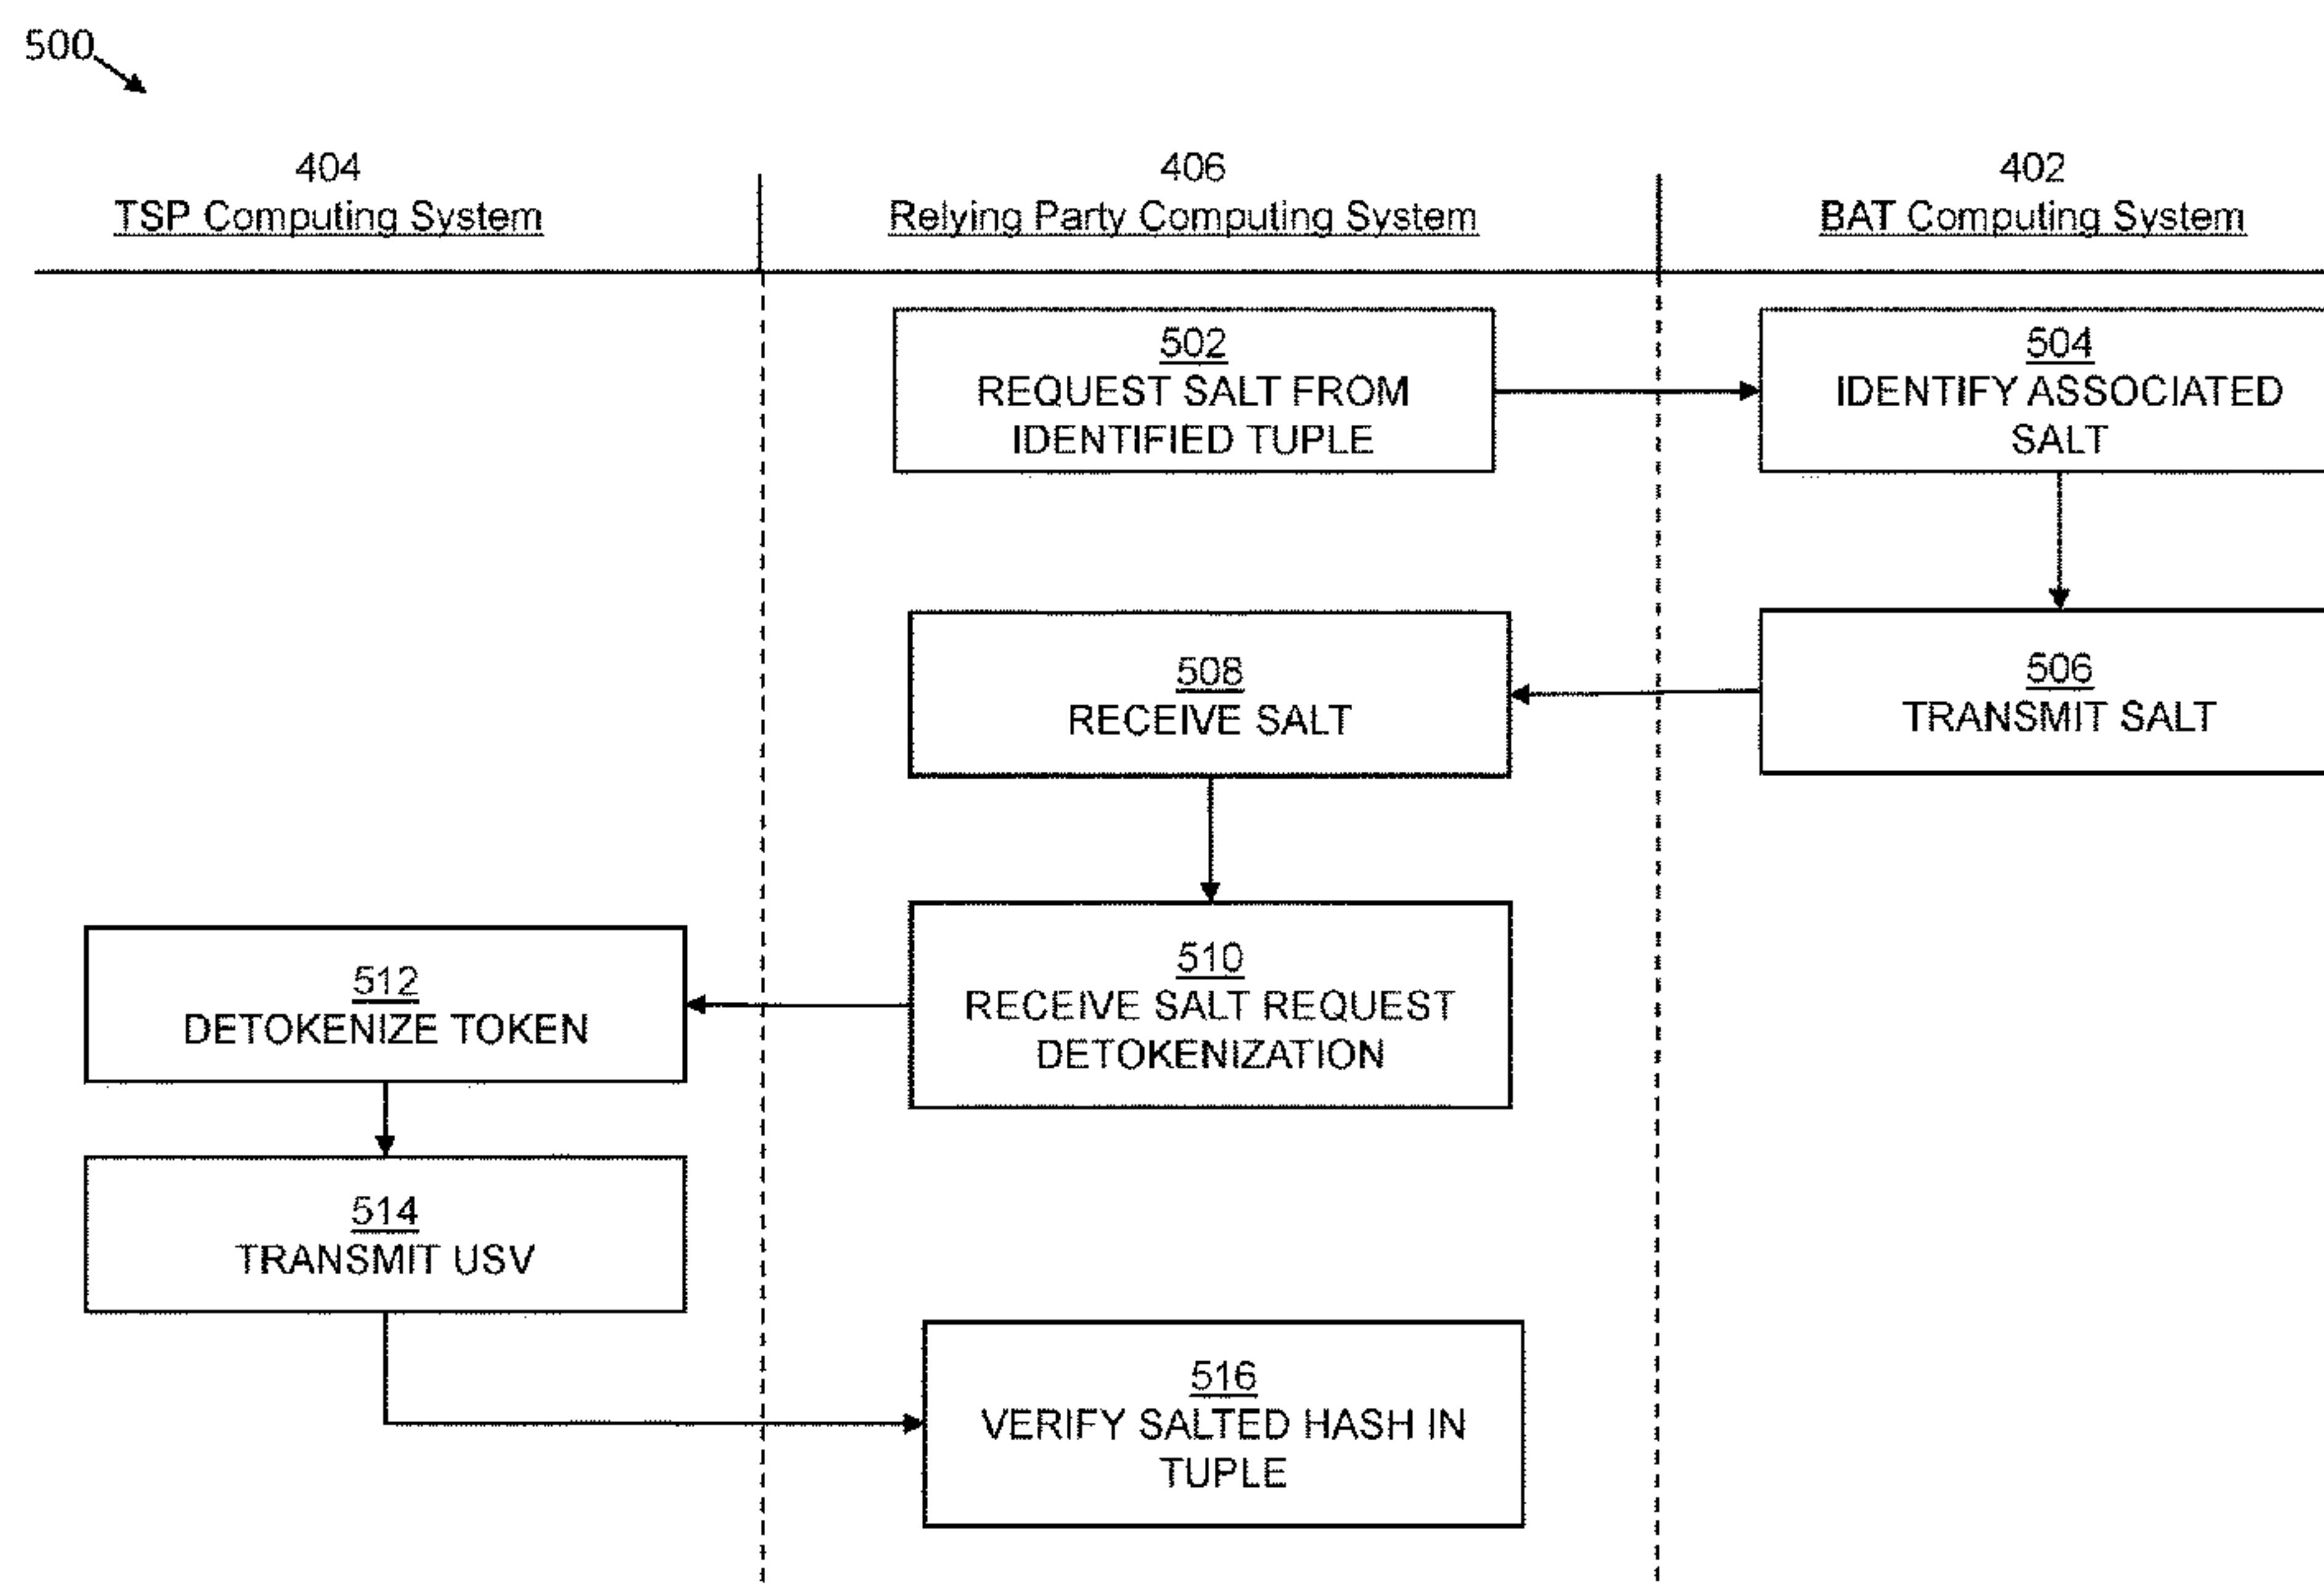 500
404
TSP Computing System
406
Relying Party Computing System
402
BAT Computing System
502
REQUEST SALT FROM
IDENTIFIED TUPLE
504
IDENTIFY ASSOCIATED
SALT
506
TRANSMIT SALT
508
RECEIVE SALT
510
RECEIVE SALT REQUEST
DETOKENIZATION
512
DETOKENIZE TOKEN
514
TRANSMIT USV
516
VERIFY SALTED HASH IN
TUPLE